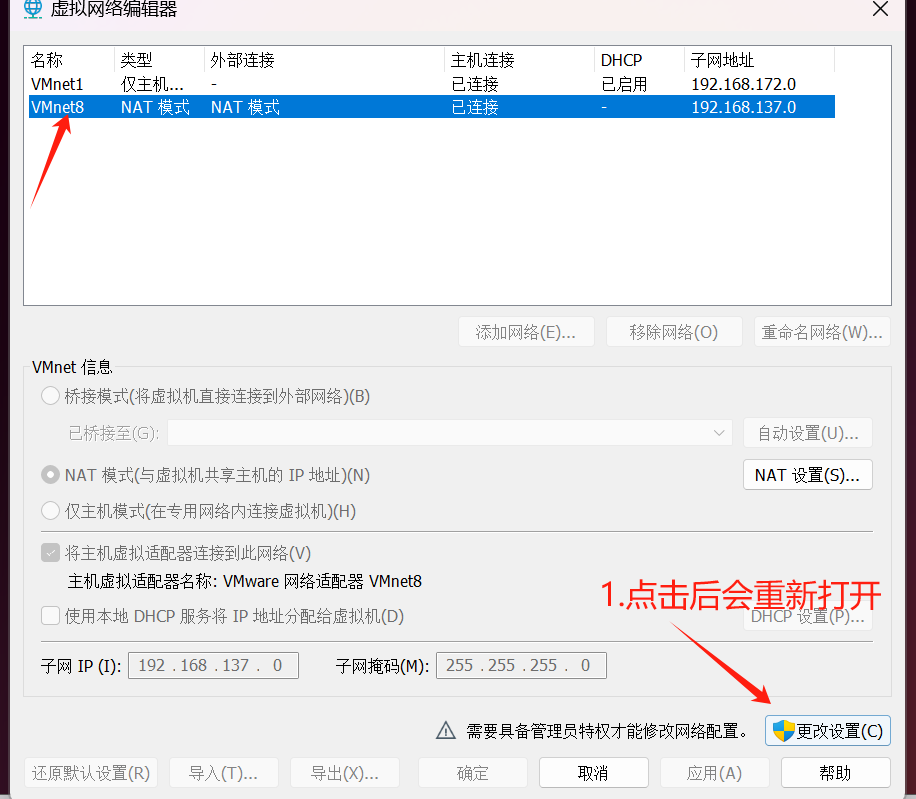 虚拟网络编辑器
名称 类型 外部连接 主机连接 DHCP 子网地址
VMnet1 仅主机... - 已连接 已启用 192.168.172.0
VMnet8 NAT 模式 NAT 模式 已连接 - 192.168.137.0
添加网络(E)... 移除网络(O) 重命名网络(W)...
VMnet 信息
桥接模式(将虚拟机直接连接到外部网络)(B)
已桥接至(G): 自动设置(U)...
NAT 模式(与虚拟机共享主机的 IP 地址)(N) NAT 设置(S)...
仅主机模式(在专用网络内连接虚拟机)(H)
将主机虚拟适配器连接到此网络(V)
主机虚拟适配器名称: VMware 网络适配器 VMnet8
1.点击后会重新打开
使用本地 DHCP 服务将 IP 地址分配给虚拟机(D) DHCP 设置(P)...
子网 IP (I): 192 . 168 . 137 . 0 子网掩码(M): 255 . 255 . 255 . 0
需要具备管理员特权才能修改网络配置。 更改设置(C)
还原默认设置(R) 导入(T)... 导出(X)... 确定 取消 应用(A) 帮助